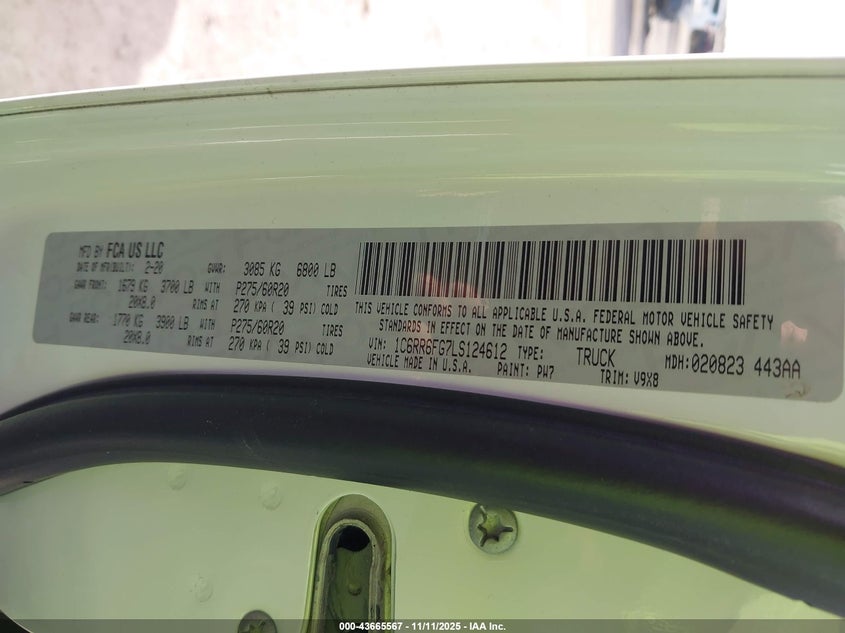 MFD BY FCA US LLC
DATE OF MFR(BUILT): 2-20 GVWR: 3085 KG 6800 LB
GAWR FRONT: 1679 KG 3700 LB WITH P275/60R20 TIRES
20X8.0 RIMS AT 270 KPA ( 39 PSI) COLD
GAWR REAR: 1770 KG 3900 LB WITH P275/60R20 TIRES
20X8.0 RIMS AT 270 KPA ( 39 PSI) COLD
THIS VEHICLE CONFORMS TO ALL APPLICABLE U.S.A. FEDERAL MOTOR VEHICLE SAFETY
STANDARDS IN EFFECT ON THE DATE OF MANUFACTURE SHOWN ABOVE.
VIN: 1C6RR6FG7LS124612 TYPE: TRUCK MDH:020823 443AA
VEHICLE MADE IN U.S.A. PAINT: PW7 TRIM: V9X8
000-43665567 - 11/11/2025 - IAA Inc.